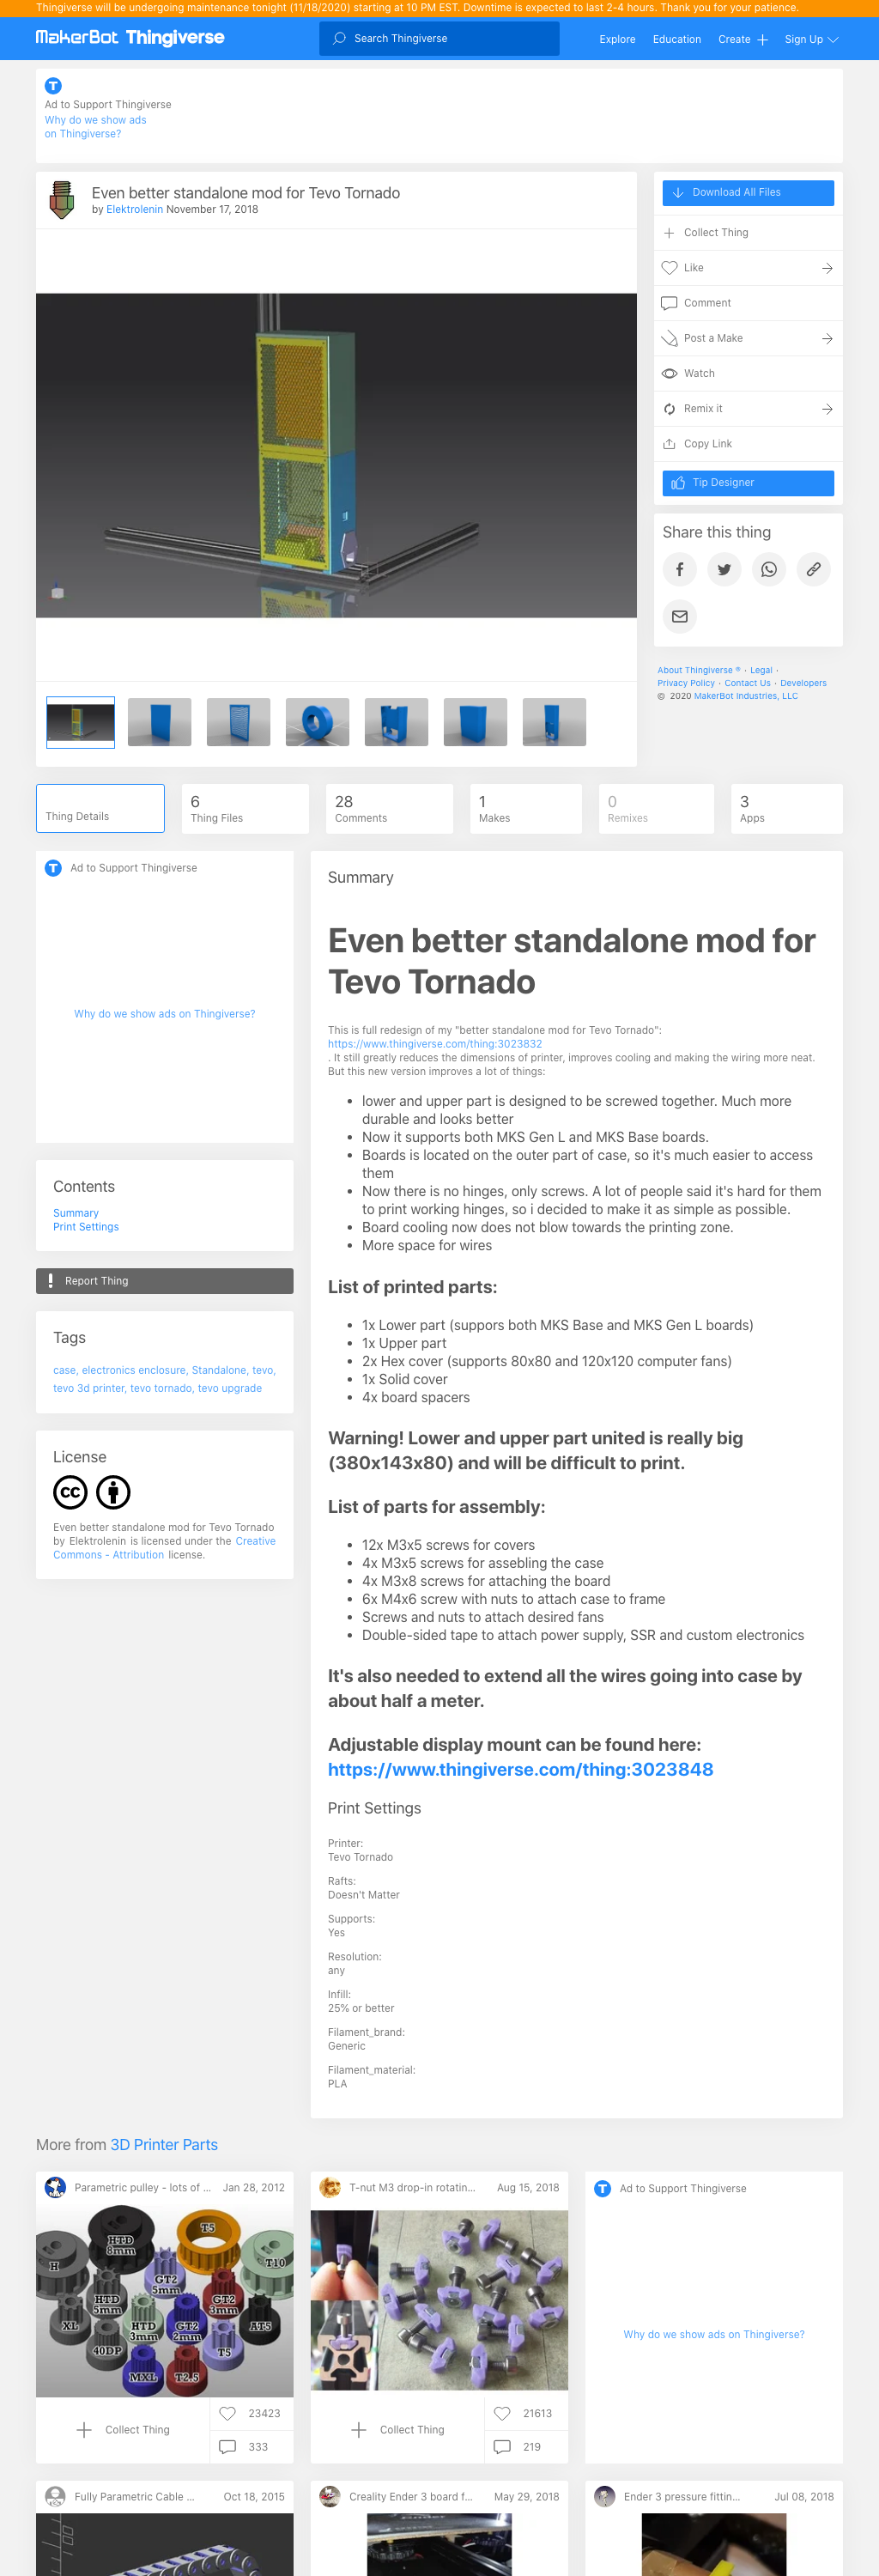 Thingiverse will be undergoing maintenance tonight (11/18/2020) starting at 10 PM EST. Downtime is expected to last 2-4 hours. Thank you for your patience.
MakerBot Thingiverse
Search Thingiverse
Explore
Education
Create
Sign Up
Ad to Support Thingiverse
Why do we show ads
on Thingiverse?
Even better standalone mod for Tevo Tornado
by Elektrolenin November 17, 2018
Download All Files
Collect Thing
Like
Comment
Post a Make
Watch
Remix it
Copy Link
Tip Designer
Share this thing
About Thingiverse ® · Legal ·
Privacy Policy · Contact Us · Developers
© 2020 MakerBot Industries, LLC
Thing Details
6
Thing Files
28
Comments
1
Makes
0
Remixes
3
Apps
Ad to Support Thingiverse
Why do we show ads on Thingiverse?
Contents
Summary
Print Settings
Report Thing
Tags
case, electronics enclosure, Standalone, tevo,
tevo 3d printer, tevo tornado, tevo upgrade
License
cc
Even better standalone mod for Tevo Tornado
by Elektrolenin is licensed under the Creative
Commons - Attribution license.
Summary
Even better standalone mod for
Tevo Tornado
This is full redesign of my "better standalone mod for Tevo Tornado":
https://www.thingiverse.com/thing:3023832
. It still greatly reduces the dimensions of printer, improves cooling and making the wiring more neat.
But this new version improves a lot of things:
• lower and upper part is designed to be screwed together. Much more
durable and looks better
• Now it supports both MKS Gen L and MKS Base boards.
• Boards is located on the outer part of case, so it's much easier to access
them
• Now there is no hinges, only screws. A lot of people said it's hard for them
to print working hinges, so i decided to make it as simple as possible.
• Board cooling now does not blow towards the printing zone.
• More space for wires
List of printed parts:
• 1x Lower part (suppors both MKS Base and MKS Gen L boards)
• 1x Upper part
• 2x Hex cover (supports 80x80 and 120x120 computer fans)
• 1x Solid cover
• 4x board spacers
Warning! Lower and upper part united is really big
(380x143x80) and will be difficult to print.
List of parts for assembly:
• 12x M3x5 screws for covers
• 4x M3x5 screws for assebling the case
• 4x M3x8 screws for attaching the board
• 6x M4x6 screw with nuts to attach case to frame
• Screws and nuts to attach desired fans
• Double-sided tape to attach power supply, SSR and custom electronics
It's also needed to extend all the wires going into case by
about half a meter.
Adjustable display mount can be found here:
https://www.thingiverse.com/thing:3023848
Print Settings
Printer:
Tevo Tornado
Rafts:
Doesn't Matter
Supports:
Yes
Resolution:
any
Infill:
25% or better
Filament_brand:
Generic
Filament_material:
PLA
More from 3D Printer Parts
Parametric pulley - lots of ...
Jan 28, 2012
H
HTD
8mm
T5
T10
GT2
5mm
HTD
5mm
GT2
3mm
XL
HTD
3mm
GT2
2mm
AT5
40DP
T5
MXL
T2.5
Collect Thing
23423
333
T-nut M3 drop-in rotatin...
Aug 15, 2018
Collect Thing
21613
219
Ad to Support Thingiverse
Why do we show ads on Thingiverse?
Fully Parametric Cable ...
Oct 18, 2015
Creality Ender 3 board f...
May 29, 2018
Ender 3 pressure fittin...
Jul 08, 2018